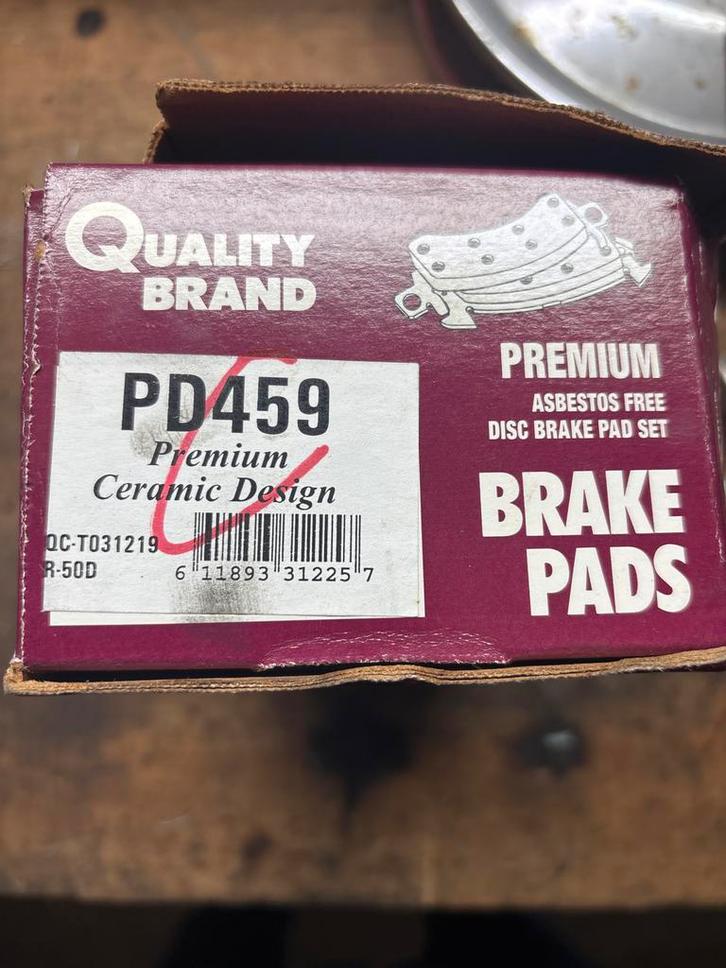 QUALITY
BRAND
PD459
Premium
Ceramic Design
QC-T031219
R-50D
6 11893 31225 7
PREMIUM
ASBESTOS FREE
DISC BRAKE PAD SET
BRAKE
PADS